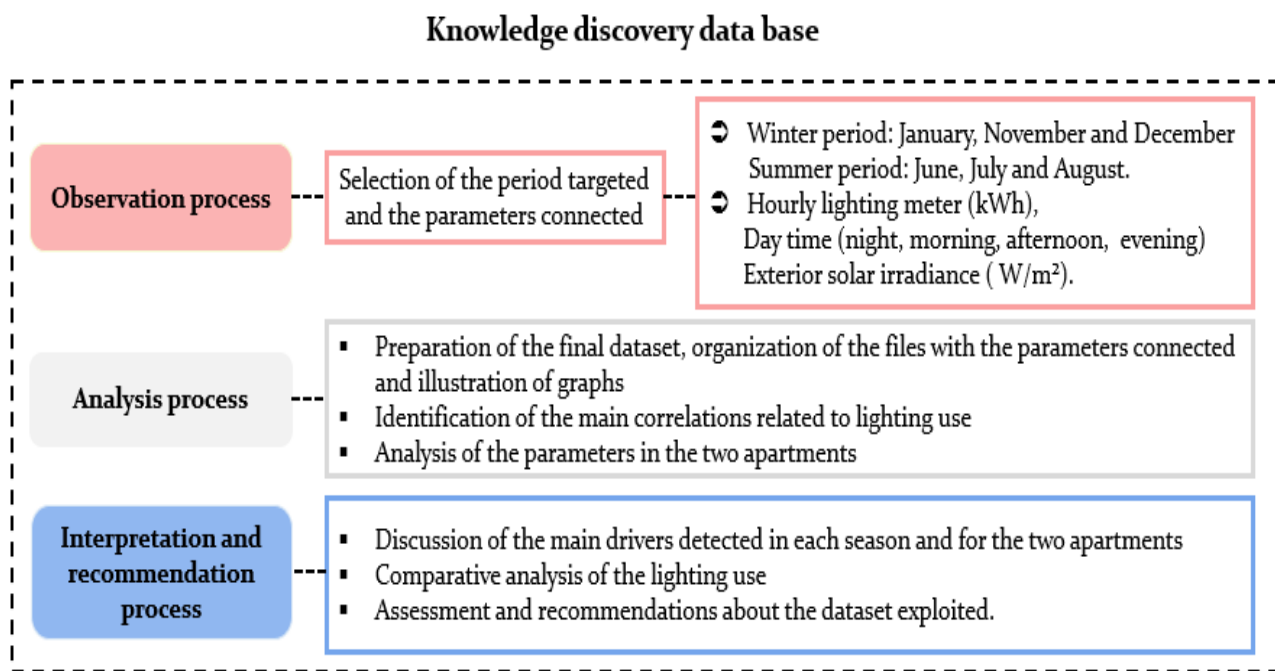 Knowledge discovery data base
Observation process
Selection of the period targeted
and the parameters connected
➲ Winter period: January, November and December
Summer period: June, July and August.
➲ Hourly lighting meter (kWh),
Day time (night, morning, afternoon, evening)
Exterior solar irradiance ( W/m²).
Analysis process
▪ Preparation of the final dataset, organization of the files with the parameters connected
and illustration of graphs
▪ Identification of the main correlations related to lighting use
▪ Analysis of the parameters in the two apartments
Interpretation and
recommendation
process
▪ Discussion of the main drivers detected in each season and for the two apartments
▪ Comparative analysis of the lighting use
▪ Assessment and recommendations about the dataset exploited.